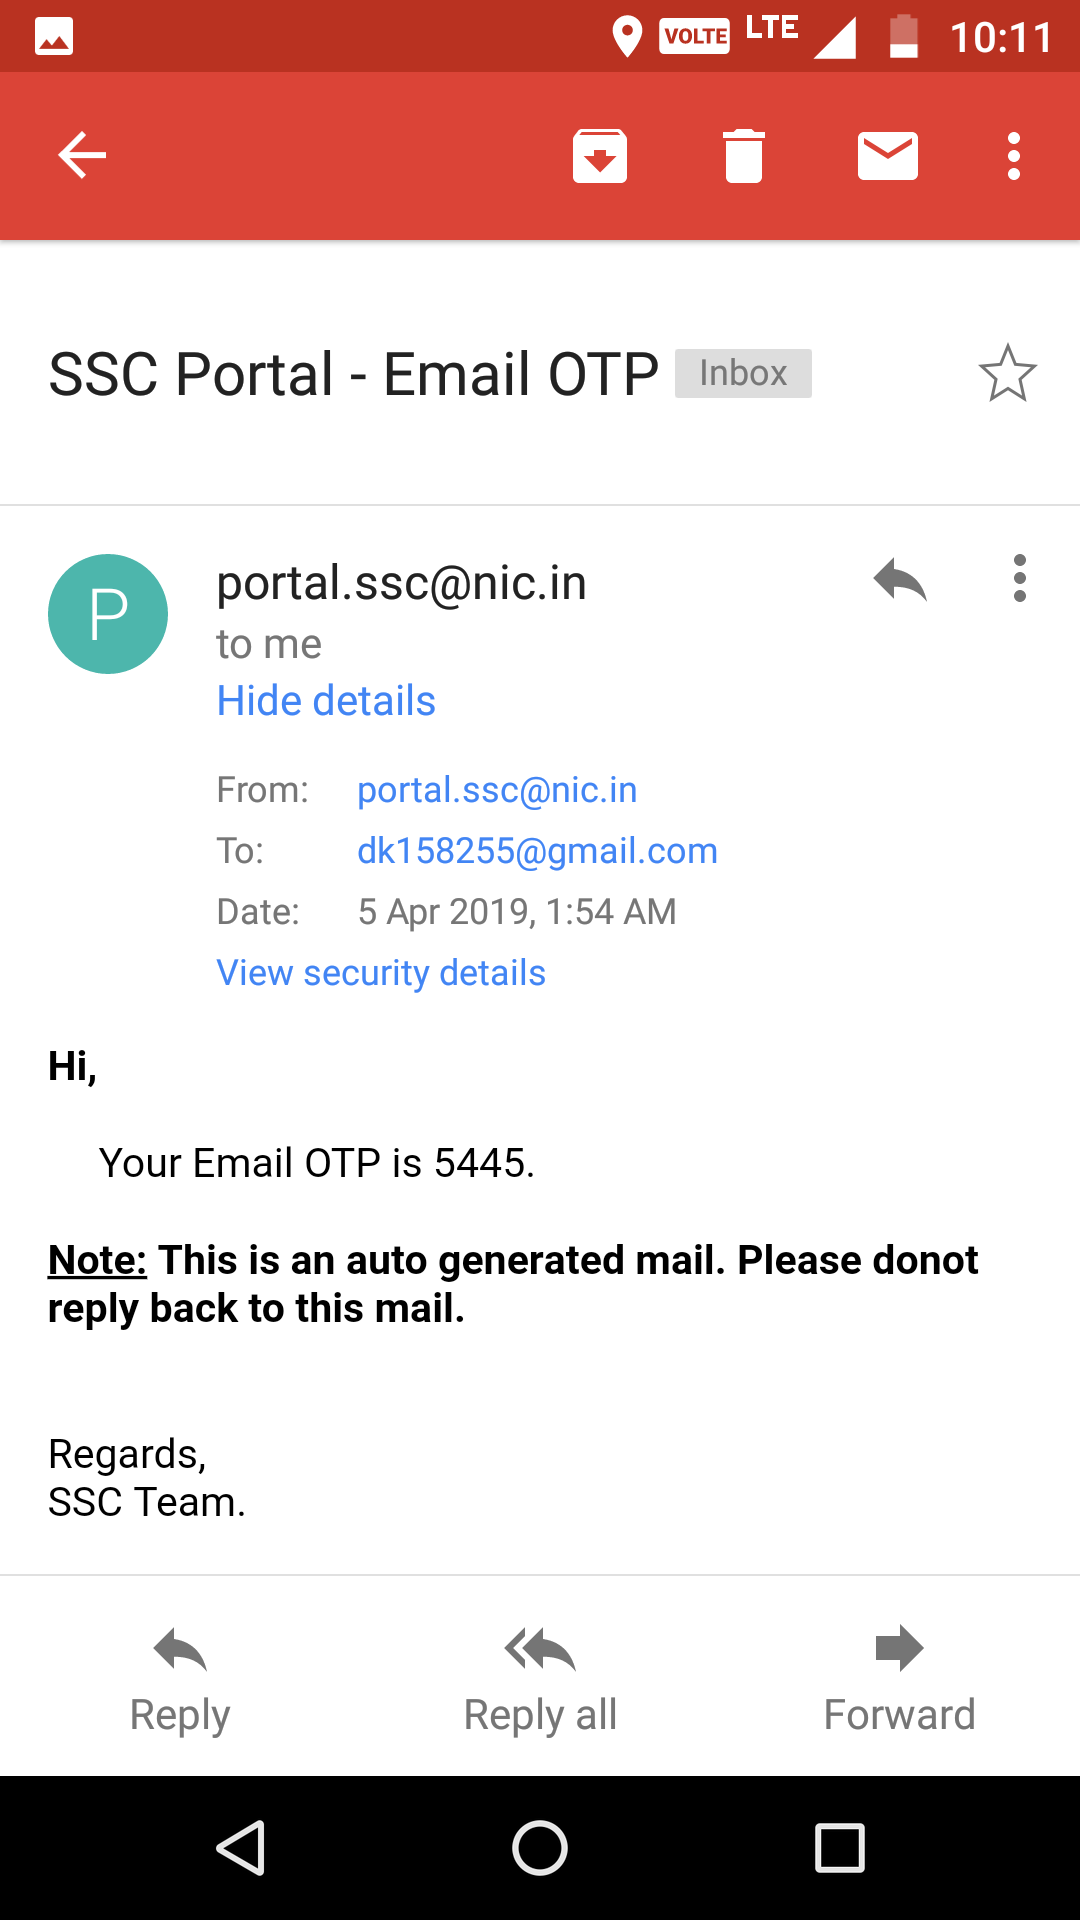 VOLTE LTE 10:11
SSC Portal - Email OTP Inbox
P
portal.ssc@nic.in
to me
Hide details
From: portal.ssc@nic.in
To: dk158255@gmail.com
Date: 5 Apr 2019, 1:54 AM
View security details
Hi,
Your Email OTP is 5445.
Note: This is an auto generated mail. Please donot
reply back to this mail.
Regards,
SSC Team.
Reply Reply all Forward